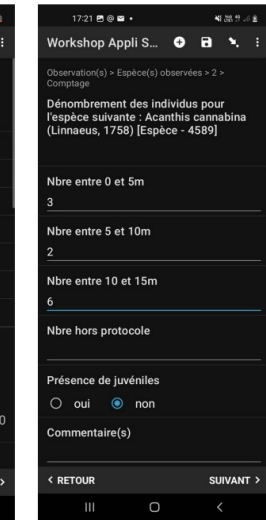 17:21
Workshop Appli S...
Observation(s) > Espèce(s) observées > 2 >
Comptage
Dénombrement des individus pour
l'espèce suivante : Acanthis cannabina
(Linnaeus, 1758) [Espèce - 4589]
Nbre entre 0 et 5m
3
Nbre entre 5 et 10m
2
Nbre entre 10 et 15m
6
Nbre hors protocole
Présence de juvéniles
oui non
Commentaire(s)
0
< RETOUR SUIVANT >